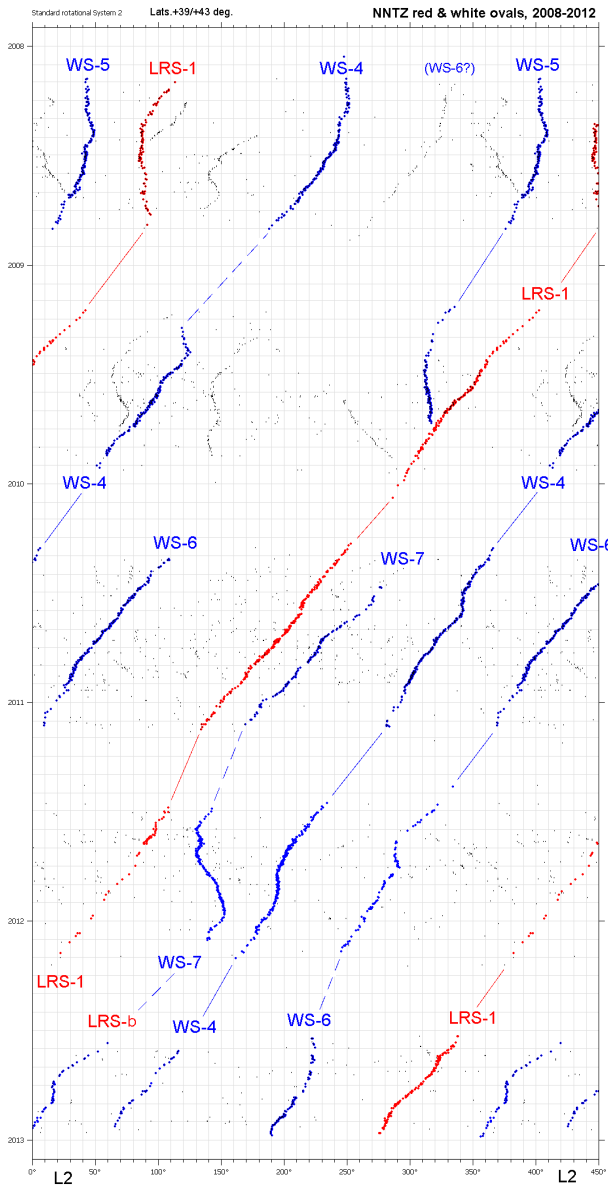 Standard rotational System 2 Lats.+39/+43 deg. NNTZ red & white ovals, 2008-2012
2008
WS-5 LRS-1 WS-4 (WS-6?) WS-5
2009
LRS-1
WS-4 WS-4
2010
WS-6 WS-7 WS-6
2011
2012
WS-7
LRS-1
LRS-b WS-4 WS-6 LRS-1
2013
0° 50° 100° 150° 200° 250° 300° 350° 400° 450°
L2 L2